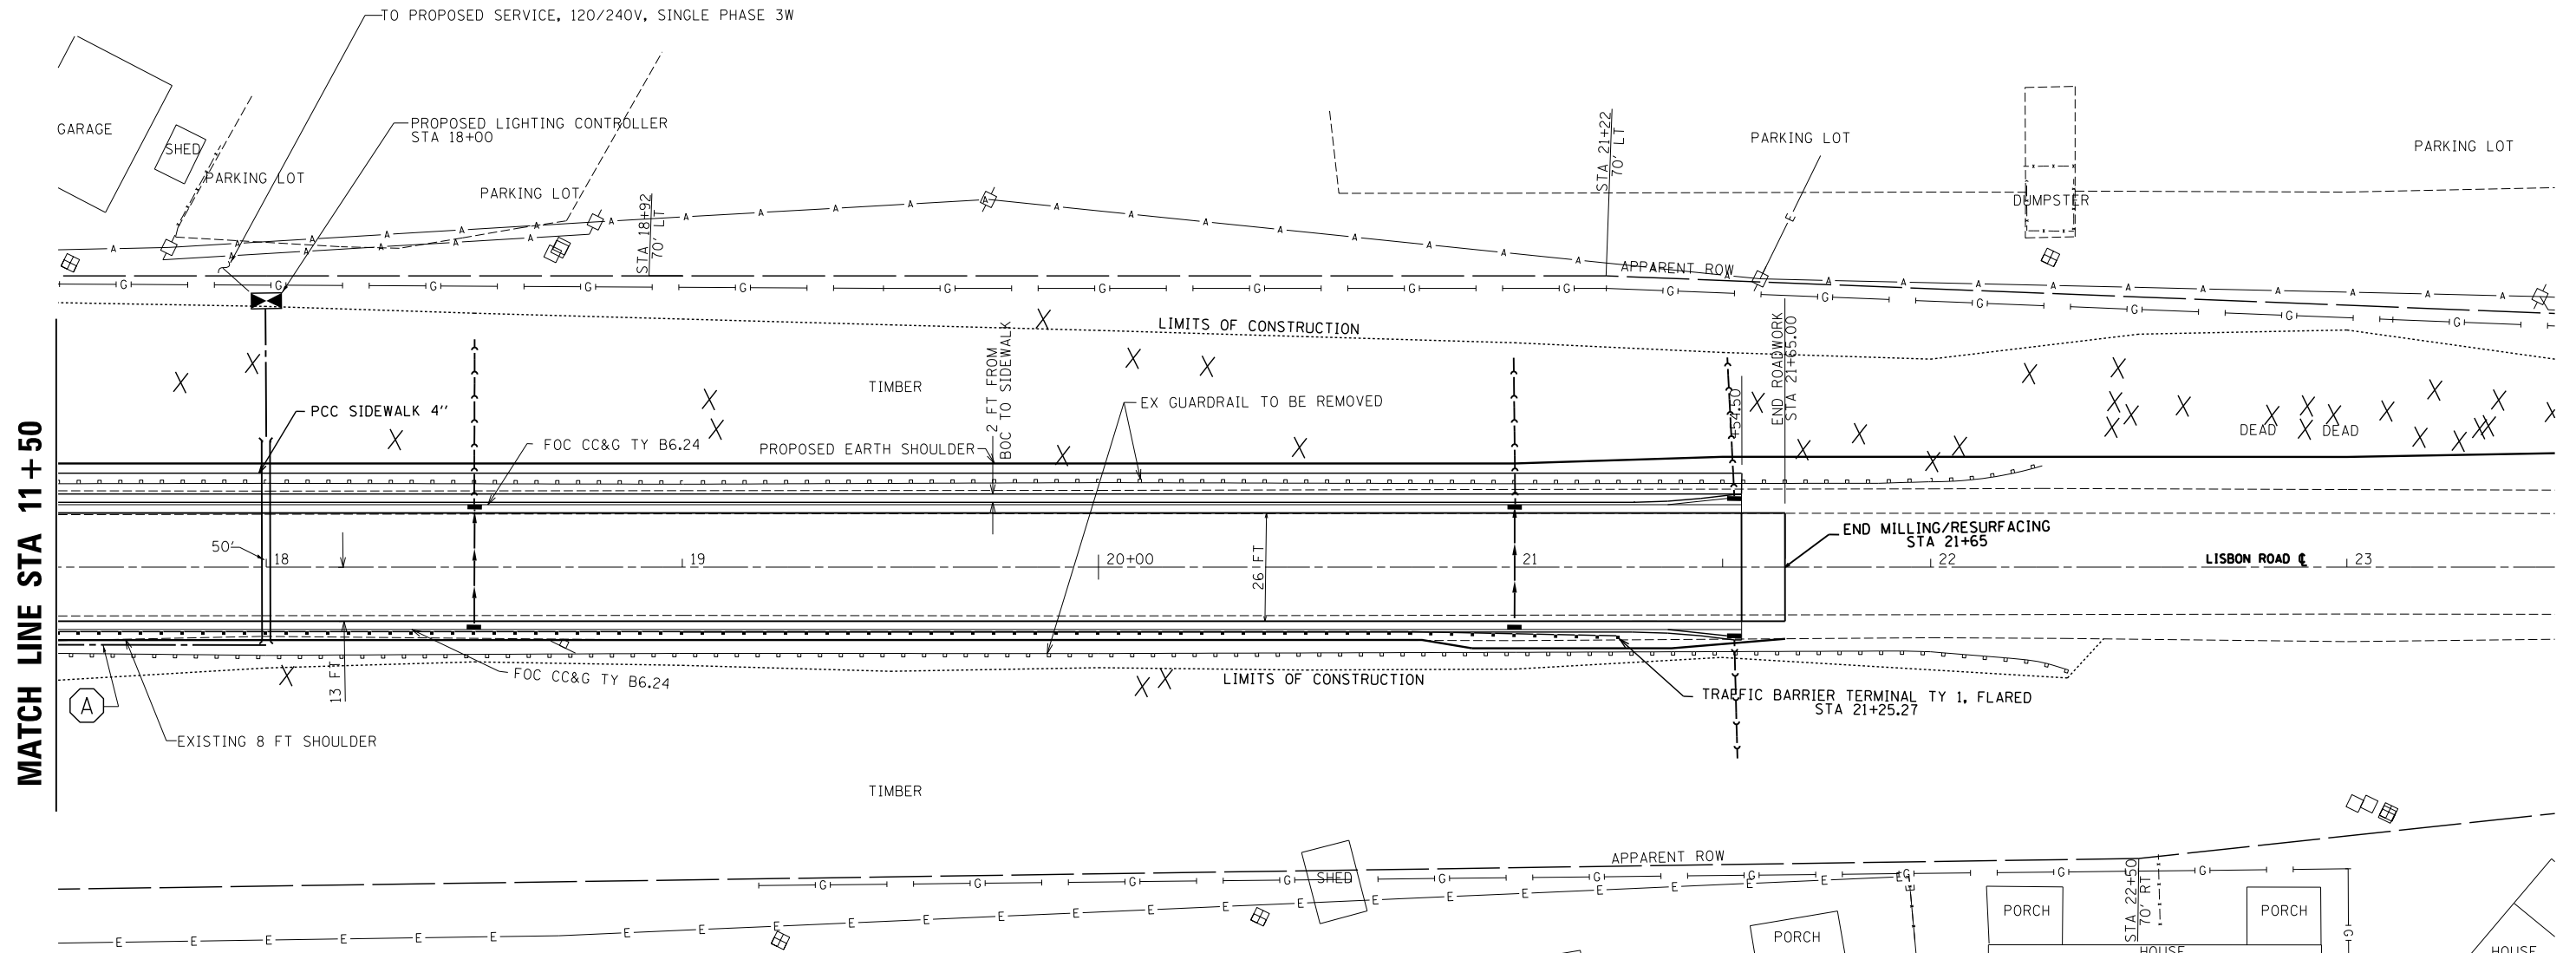 TO PROPOSED SERVICE, 120/240V, SINGLE PHASE 3W
GARAGE
SHED
PARKING LOT
PROPOSED LIGHTING CONTROLLER
STA 18+00
PARKING LOT
STA 18+92
70' LT
STA 21+22
70' LT
PARKING LOT
DUMPSTER
PARKING LOT
APPARENT ROW
A A A A A A A A A A A A A A A A A A A A
G G G G G G G G G G G G G G G
E
LIMITS OF CONSTRUCTION
MATCH LINE STA 11+50
TIMBER
2 FT FROM
BOC TO SIDEWALK
EX GUARDRAIL TO BE REMOVED
PCC SIDEWALK 4"
FOC CC&G TY B6.24
PROPOSED EARTH SHOULDER
+54.50
END ROADWORK
STA 21+65.00
DEAD
DEAD
END MILLING/RESURFACING
STA 21+65
50'
18
19
20+00
26 FT
21
22
LISBON ROAD ℄
23
13 FT
FOC CC&G TY B6.24
LIMITS OF CONSTRUCTION
TRAFFIC BARRIER TERMINAL TY 1, FLARED
STA 21+25.27
A
EXISTING 8 FT SHOULDER
TIMBER
APPARENT ROW
SHED
G G G G G G G G G G
E E E E E E E E E E E E E E E E E E E E E E E E
STA 22+50
70' RT
PORCH
PORCH
PORCH
G
HOUSE
HOUSE